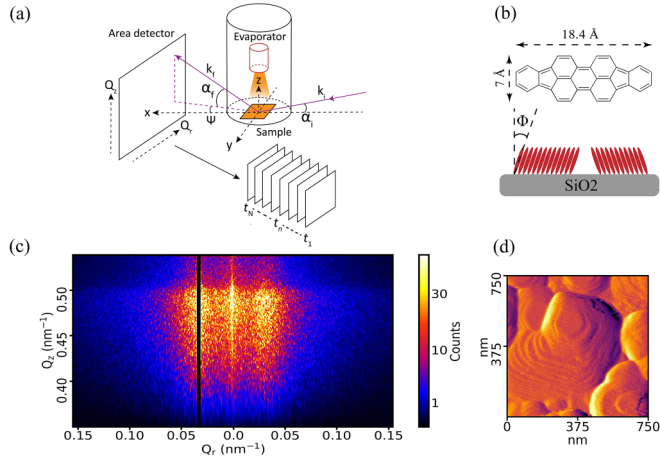 (a)
Area detector
Evaporator
k_f
k_i
Q_z
z
α_f
x
Ψ
α_i
Q_r
Sample
y
t_N
t_n
t_1
(b)
18.4 Å
7 Å
Φ
SiO2
(c)
Q_z (nm⁻¹)
0.50
0.45
0.40
0.15
0.10
0.05
0.0
0.05
0.10
0.15
Q_r (nm⁻¹)
30
10
1
Counts
(d)
750
375
0
nm
0
375
750
nm